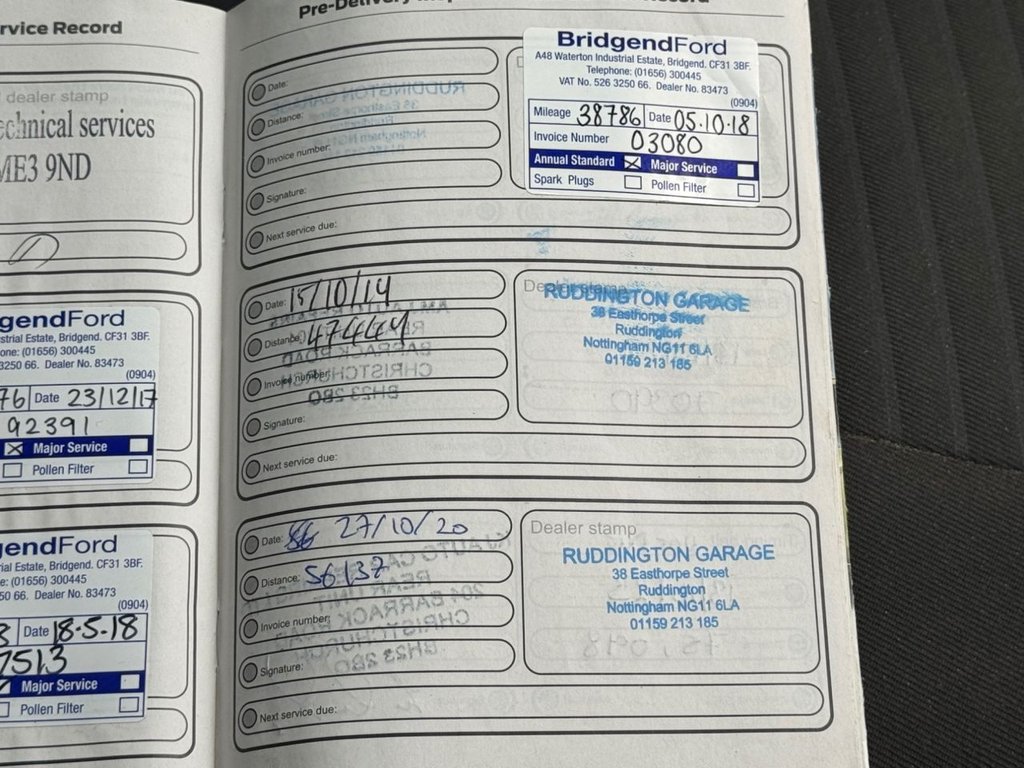 rvice Record
dealer stamp
echnical services
ME3 9ND
gendFord
strial Estate, Bridgend. CF31 3BF.
one: (01656) 300445
3250 66. Dealer No. 83473
(0904)
76 Date 23/12/17
92391
Major Service
Pollen Filter
gendFord
ial Estate, Bridgend. CF31 3BF.
e: (01656) 300445
50 66. Dealer No. 83473
(0904)
Date 18-5-18
7513
Major Service
Pollen Filter
Date:
Distance:
Invoice number:
Signature:
Next service due:
BridgendFord
A48 Waterton Industrial Estate, Bridgend. CF31 3BF.
Telephone: (01656) 300445
VAT No. 526 3250 66. Dealer No. 83473
(0904)
Mileage 38786 Date 05.10.18
Invoice Number 03080
Annual Standard Major Service
Spark Plugs Pollen Filter
Date: 15/10/19
Distance: 47444
Invoice number:
Signature:
Next service due:
Dealer stamp
RUDDINGTON GARAGE
38 Easthorpe Street
Ruddington
Nottingham NG11 6LA
01159 213 185
Date: 27/10/20
Distance: 56137
Invoice number:
Signature:
Next service due:
Dealer stamp
RUDDINGTON GARAGE
38 Easthorpe Street
Ruddington
Nottingham NG11 6LA
01159 213 185